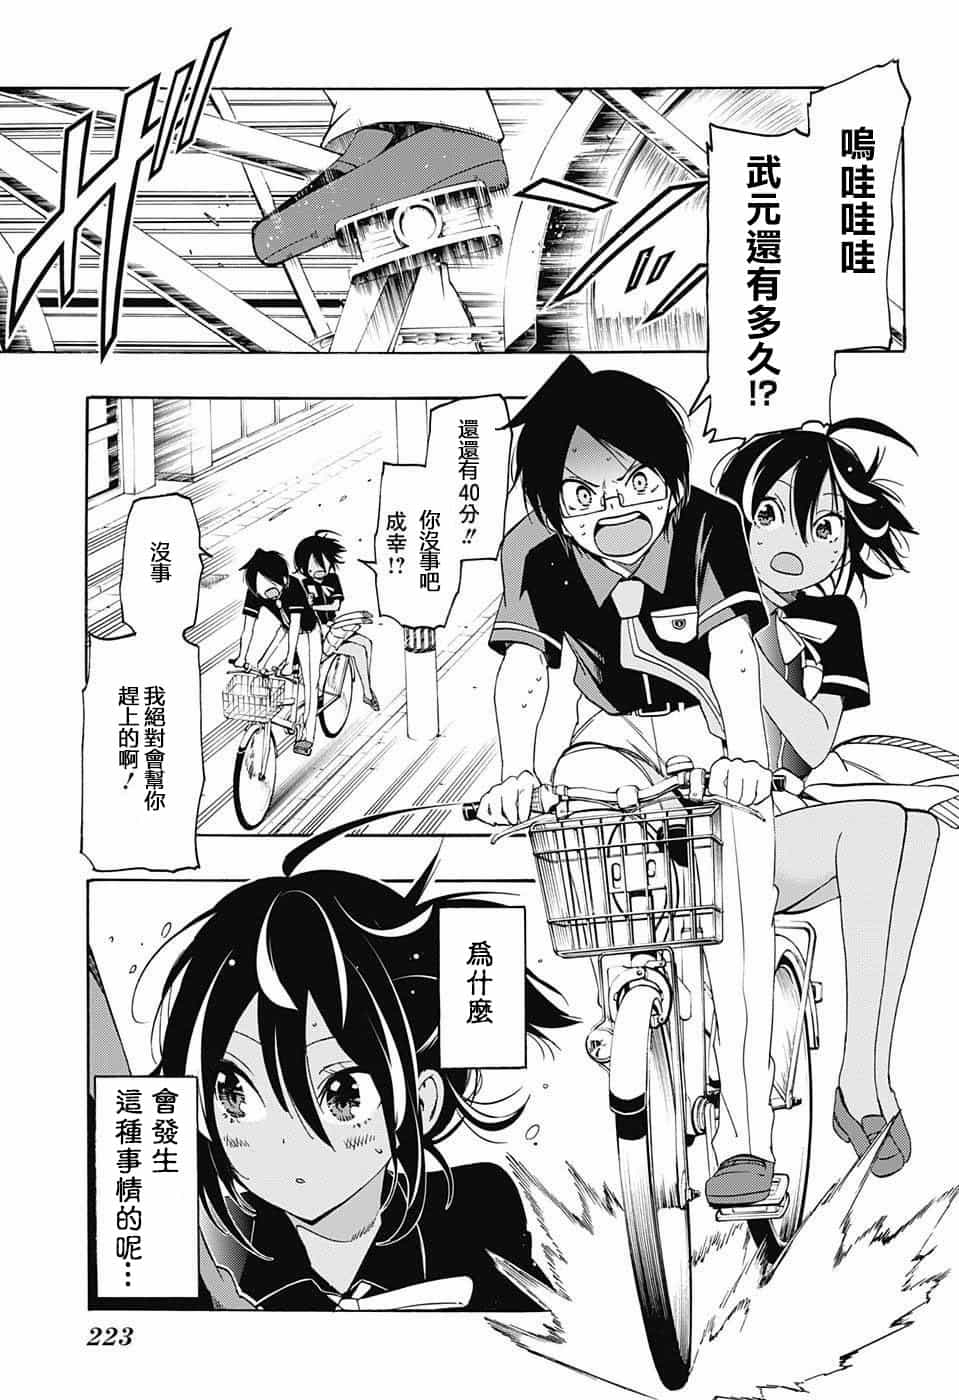 嗚哇哇哇
武元還有多久!?
還還有40分!!
你沒事吧
成幸!?
沒事
我絕對會幫你
趕上的啊!
爲什麼
會發生
這種事情的呢…
223